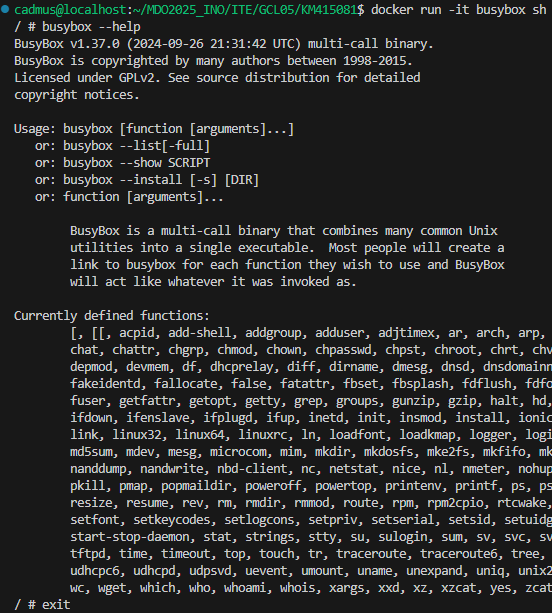 cadmus@localhost:~/MDO2025_INO/ITE/GCL05/KM415081$ docker run -it busybox sh
/ # busybox --help
BusyBox v1.37.0 (2024-09-26 21:31:42 UTC) multi-call binary.
BusyBox is copyrighted by many authors between 1998-2015.
Licensed under GPLv2. See source distribution for detailed
copyright notices.
Usage: busybox [function [arguments]...]
or: busybox --list[-full]
or: busybox --show SCRIPT
or: busybox --install [-s] [DIR]
or: function [arguments]...
BusyBox is a multi-call binary that combines many common Unix
utilities into a single executable.  Most people will create a
link to busybox for each function they wish to use and BusyBox
will act like whatever it was invoked as.
Currently defined functions:
[, [[, acpid, add-shell, addgroup, adduser, adjtimex, ar, arch, arp,
chat, chattr, chgrp, chmod, chown, chpasswd, chpst, chroot, chrt, chv
depmod, devmem, df, dhcprelay, diff, dirname, dmesg, dnsd, dnsdomainn
fakeidentd, fallocate, false, fatattr, fbset, fbsplash, fdflush, fdfo
fuser, getfattr, getopt, getty, grep, groups, gunzip, gzip, halt, hd,
ifdown, ifenslave, ifplugd, ifup, inetd, init, insmod, install, ionic
link, linux32, linux64, linuxrc, ln, loadfont, loadkmap, logger, logi
md5sum, mdev, mesg, microcom, mim, mkdir, mkdosfs, mke2fs, mkfifo, mk
nanddump, nandwrite, nbd-client, nc, netstat, nice, nl, nmeter, nohup
pkill, pmap, popmaildir, poweroff, powertop, printenv, printf, ps, ps
resize, resume, rev, rm, rmdir, rmmod, route, rpm, rpm2cpio, rtcwake,
setfont, setkeycodes, setlogcons, setpriv, setserial, setsid, setuidg
start-stop-daemon, stat, strings, stty, su, sulogin, sum, sv, svc, sv
tftpd, time, timeout, top, touch, tr, traceroute, traceroute6, tree,
udhcpc6, udhcpd, udpsvd, uevent, umount, uname, unexpand, uniq, unix2
wc, wget, which, who, whoami, whois, xargs, xxd, xz, xzcat, yes, zcat
/ # exit